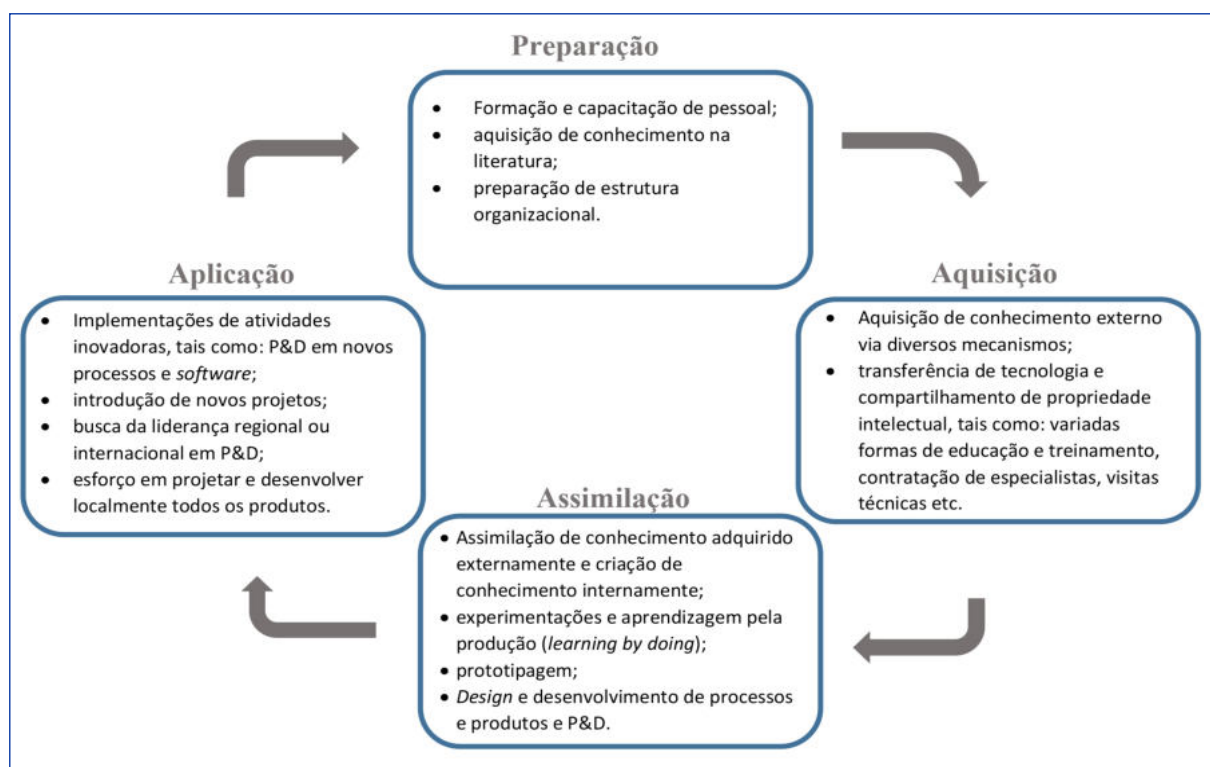 Preparação
• Formação e capacitação de pessoal;
• aquisição de conhecimento na
literatura;
• preparação de estrutura
organizacional.
Aquisição
• Aquisição de conhecimento externo
via diversos mecanismos;
• transferência de tecnologia e
compartilhamento de propriedade
intelectual, tais como: variadas
formas de educação e treinamento,
contratação de especialistas, visitas
técnicas etc.
Assimilação
• Assimilação de conhecimento adquirido
externamente e criação de
conhecimento internamente;
• experimentações e aprendizagem pela
produção (learning by doing);
• prototipagem;
• Design e desenvolvimento de processos
e produtos e P&D.
Aplicação
• Implementações de atividades
inovadoras, tais como: P&D em novos
processos e software;
• introdução de novos projetos;
• busca da liderança regional ou
internacional em P&D;
• esforço em projetar e desenvolver
localmente todos os produtos.